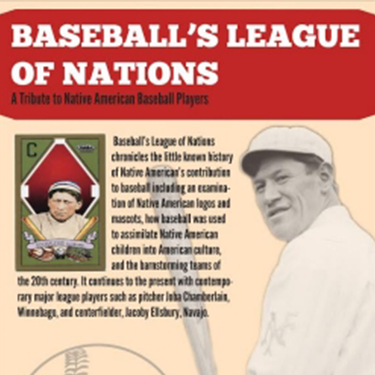 BASEBALL'S LEAGUE
OF NATIONS
A Tribute to Native American Baseball Players
C
Baseball's League of Nations
chronicles the little known history
of Native American's contribution
to baseball including an examina-
tion of Native American logos and
mascots, how baseball was used
to assimilate Native American
children into American culture,
and the barnstorming teams of
the 20th century. It continues to the present with contempo-
rary major league players such as pitcher Joba Chamberlain,
Winnebago, and centerfielder, Jacoby Ellsbury, Navajo.